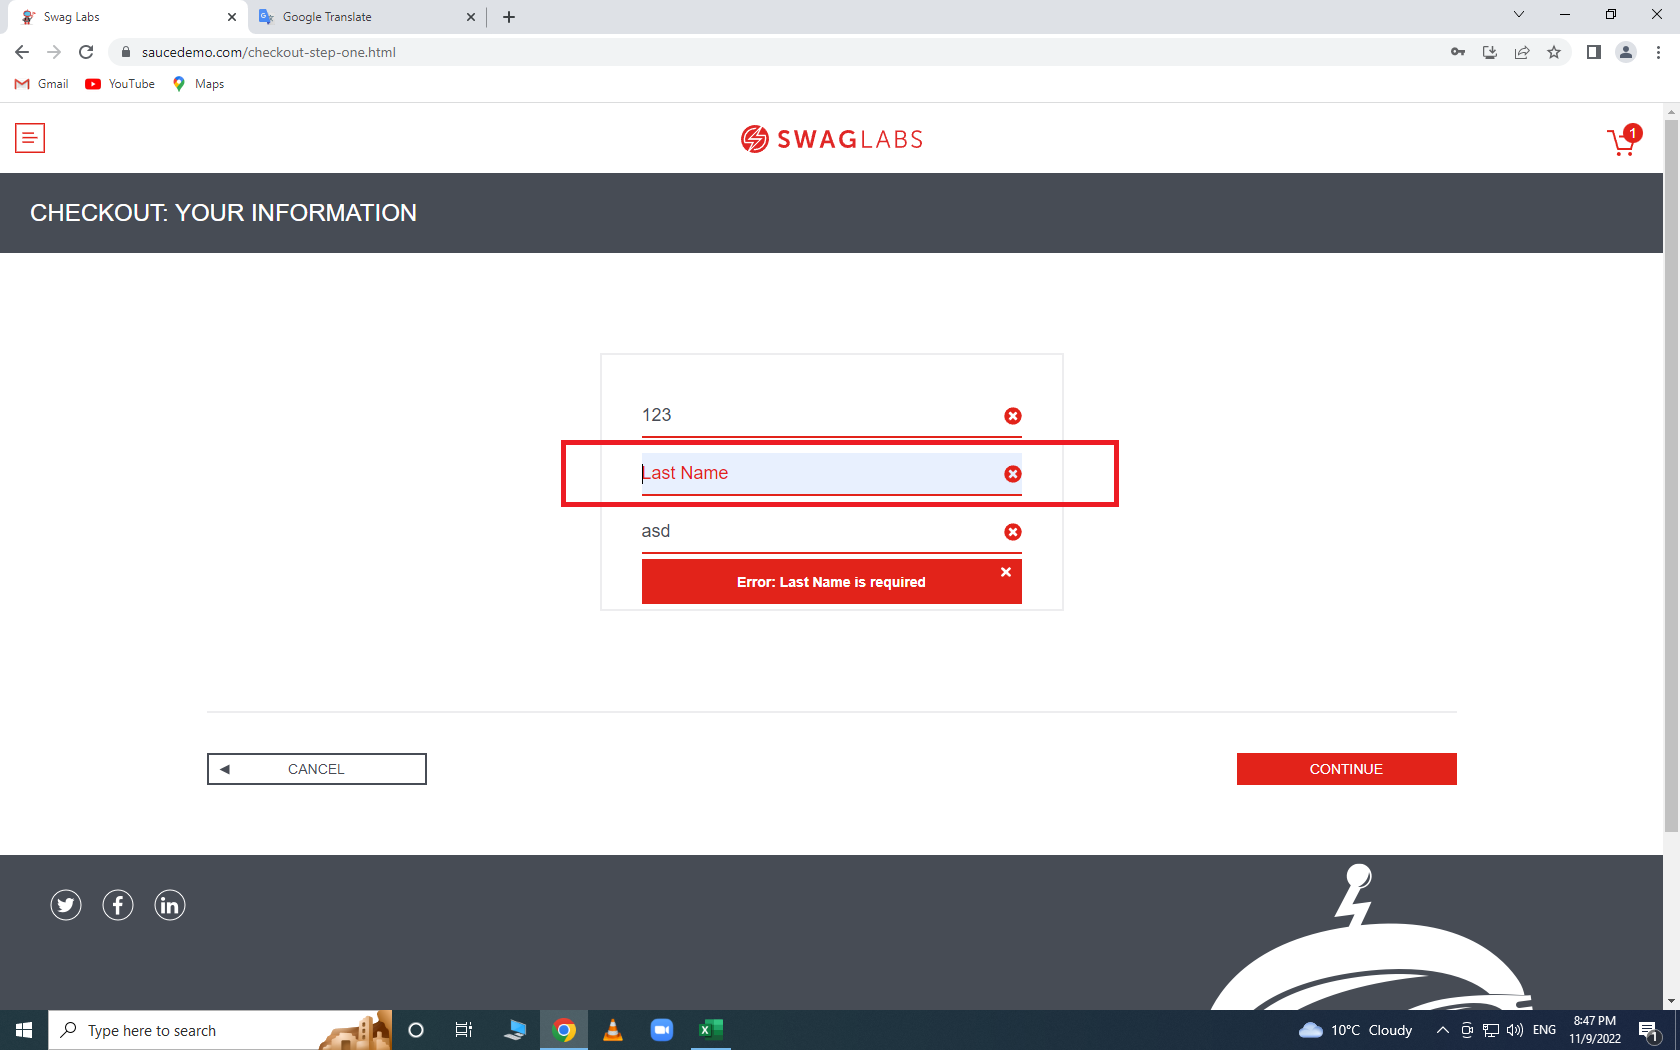 Swag Labs
Google Translate
saucedemo.com/checkout-step-one.html
Gmail
YouTube
Maps
SWAGLABS
1
CHECKOUT: YOUR INFORMATION
123
Last Name
asd
Error: Last Name is required
CANCEL
CONTINUE
Type here to search
10°C Cloudy
ENG
8:47 PM
11/9/2022
1